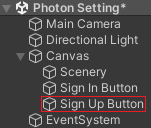 Photon Setting*
Main Camera
Directional Light
Canvas
Scenery
Sign In Button
Sign Up Button
EventSystem